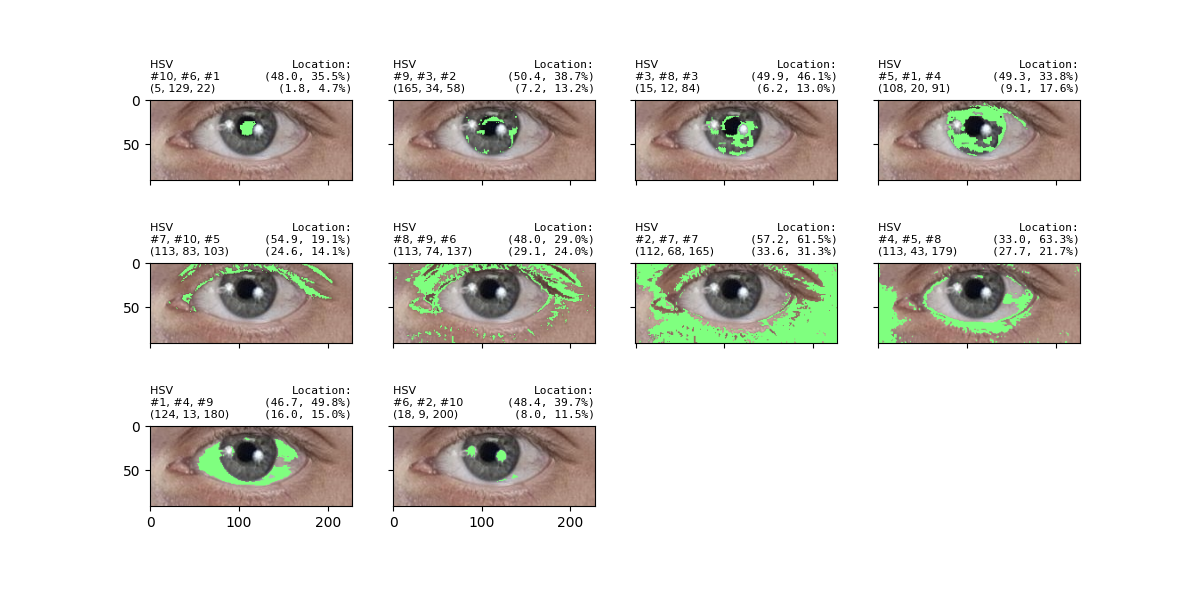 HSV Location:
#10, #6, #1 (48.0, 35.5%)
(5, 129, 22) (1.8, 4.7%)
HSV Location:
#9, #3, #2 (50.4, 38.7%)
(165, 34, 58) (7.2, 13.2%)
HSV Location:
#3, #8, #3 (49.9, 46.1%)
(15, 12, 84) (6.2, 13.0%)
HSV Location:
#5, #1, #4 (49.3, 33.8%)
(108, 20, 91) (9.1, 17.6%)
0
50
HSV Location:
#7, #10, #5 (54.9, 19.1%)
(113, 83, 103) (24.6, 14.1%)
HSV Location:
#8, #9, #6 (48.0, 29.0%)
(113, 74, 137) (29.1, 24.0%)
HSV Location:
#2, #7, #7 (57.2, 61.5%)
(112, 68, 165) (33.6, 31.3%)
HSV Location:
#4, #5, #8 (33.0, 63.3%)
(113, 43, 179) (27.7, 21.7%)
0
50
HSV Location:
#1, #4, #9 (46.7, 49.8%)
(124, 13, 180) (16.0, 15.0%)
HSV Location:
#6, #2, #10 (48.4, 39.7%)
(18, 9, 200) (8.0, 11.5%)
0
50
0 100 200
0 100 200